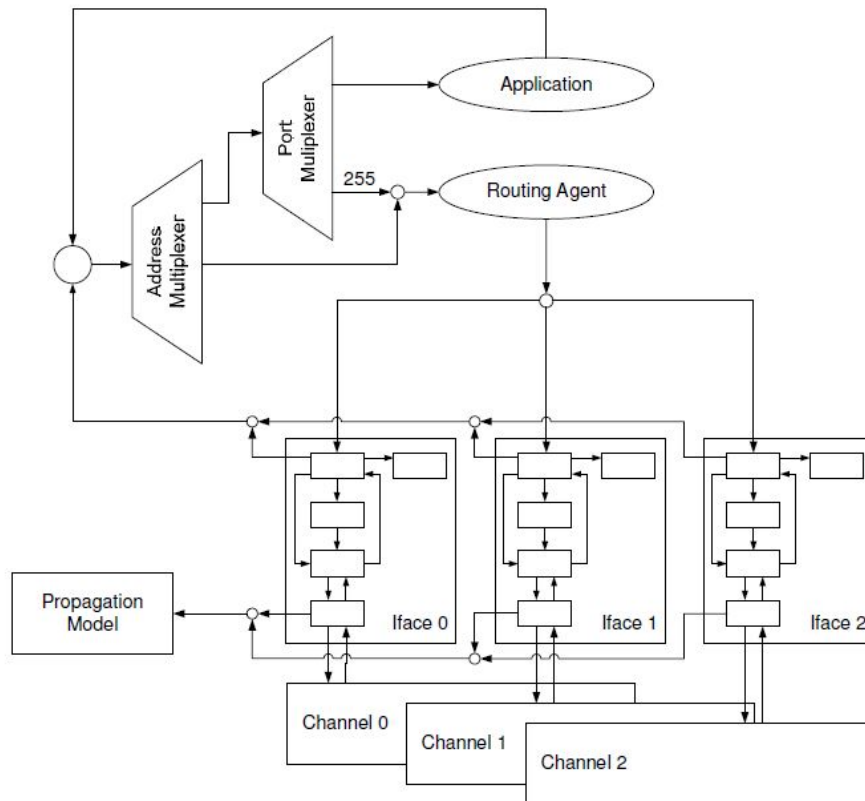 Application
Port
Muliplexer
255
Routing Agent
Address
Multiplexer
Iface 0
Iface 1
Iface 2
Propagation
Model
Channel 0
Channel 1
Channel 2